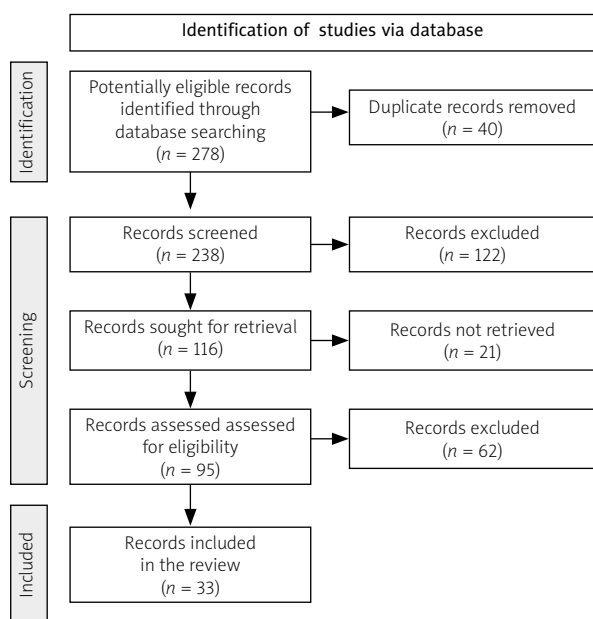 Identification of studies via database
Identification
Potentially eligible records
identified through
database searching
(n = 278)
Duplicate records removed
(n = 40)
Screening
Records screened
(n = 238)
Records excluded
(n = 122)
Records sought for retrieval
(n = 116)
Records not retrieved
(n = 21)
Records assessed assessed
for eligibility
(n = 95)
Records excluded
(n = 62)
Included
Records included
in the review
(n = 33)